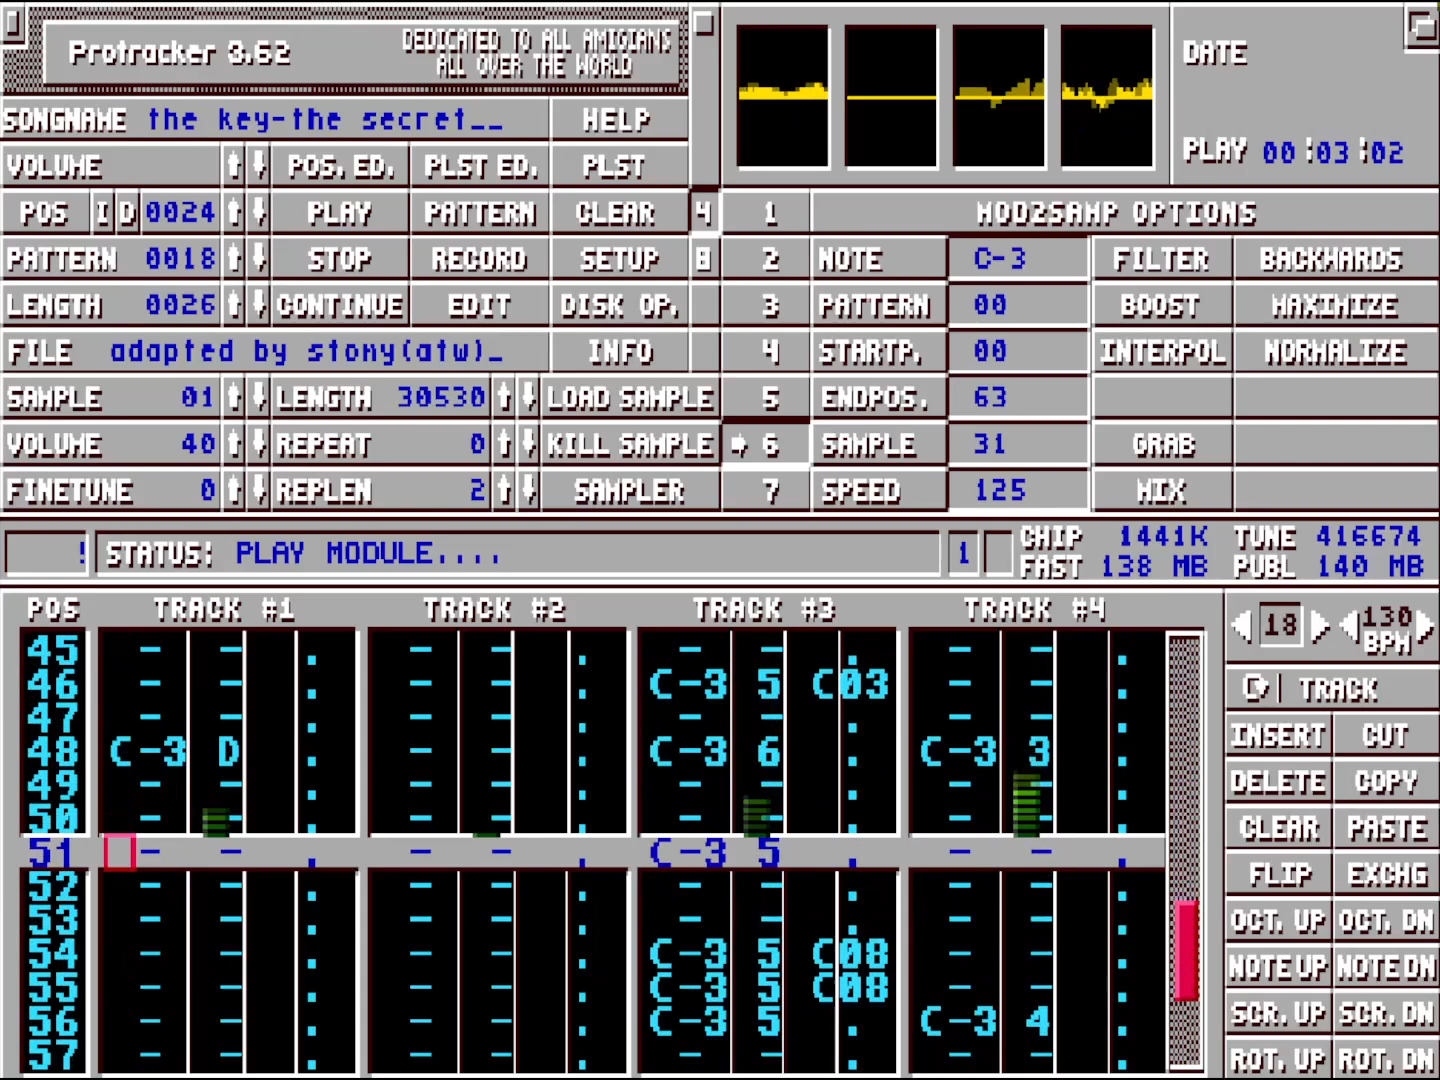 Protracker 3.62 DEDICATED TO ALL AMIGIANS
ALL OVER THE WORLD
DATE
SONGNAME the key-the secret__ HELP
PLAY 00:03:02
VOLUME POS. ED. PLST ED. PLST
POS I D 0024 PLAY PATTERN CLEAR 4 1 MOD2SAMP OPTIONS
PATTERN 0018 STOP RECORD SETUP 8 2 NOTE C-3 FILTER BACKWARDS
LENGTH 0026 CONTINUE EDIT DISK OP. 3 PATTERN 00 BOOST MAXIMIZE
FILE adapted by stony(atw)_ INFO 4 STARTP. 00 INTERPOL NORMALIZE
SAMPLE 01 LENGTH 30530 LOAD SAMPLE 5 ENDPOS. 63
VOLUME 40 REPEAT 0 KILL SAMPLE 6 SAMPLE 31 GRAB
FINETUNE 0 REPLEN 2 SAMPLER 7 SPEED 125 MIX
! STATUS: PLAY MODULE.... 1 CHIP 1441K TUNE 416674
FAST 138 MB PUBL 140 MB
POS TRACK #1 TRACK #2 TRACK #3 TRACK #4 18 130 BPM
45 - - . - - . - - . - - .
46 - - . - - . C-3 5 C03 - - .
TRACK
47 - - . - - . - - . - - .
48 C-3 D . - - . C-3 6 . C-3 3 .
INSERT CUT
49 - - . - - . - - . - - .
DELETE COPY
50 - - . - - . - - . - - .
CLEAR PASTE
51 - - . - - . C-3 5 . - - .
52 - - . - - . - - . - - .
FLIP EXCHG
53 - - . - - . - - . - - .
OCT. UP OCT. DN
54 - - . - - . C-3 5 C08 - - .
NOTE UP NOTE DN
55 - - . - - . C-3 5 C08 - - .
56 - - . - - . C-3 5 . C-3 4 .
SCR. UP SCR. DN
57 - - . - - . - - . - - .
ROT. UP ROT. DN